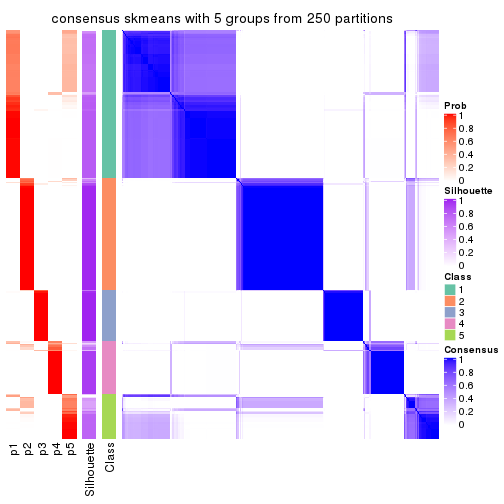 consensus skmeans with 5 groups from 250 partitions
Prob
1
0.8
0.6
0.4
0.2
0
Silhouette
1
0.8
0.6
0.4
0.2
0
Class
1
2
3
4
5
Consensus
1
0.8
0.6
0.4
0.2
0
p1
p2
p3
p4
p5
Silhouette
Class